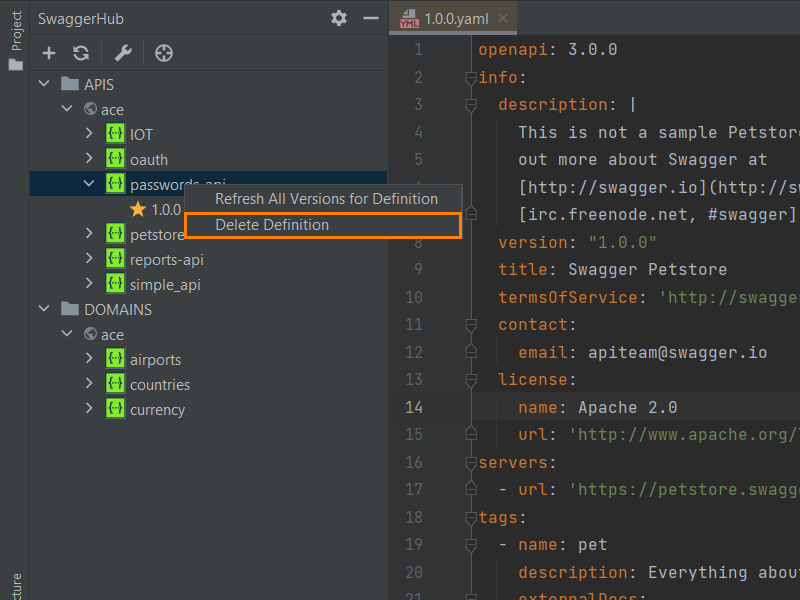 Project
SwaggerHub
APIS
ace
IOT
oauth
passwords-api
Refresh All Versions for Definition
1.0.0
Delete Definition
petstore
reports-api
simple_api
DOMAINS
ace
airports
countries
currency
YML 1.0.0.yaml
1 openapi: 3.0.0
2 info:
3 description: |
4 This is not a sample Petstore
5 out more about Swagger at
[http://swagger.io](http://sw
[irc.freenode.net, #swagger]
8 version: "1.0.0"
9 title: Swagger Petstore
10 termsOfService: 'http://swagger
11 contact:
12 email: apiteam@swagger.io
13 license:
14 name: Apache 2.0
15 url: 'http://www.apache.org/
16 servers:
17 - url: 'https://petstore.swagge
18 tags:
19 - name: pet
20 description: Everything about
21 externalDocs: